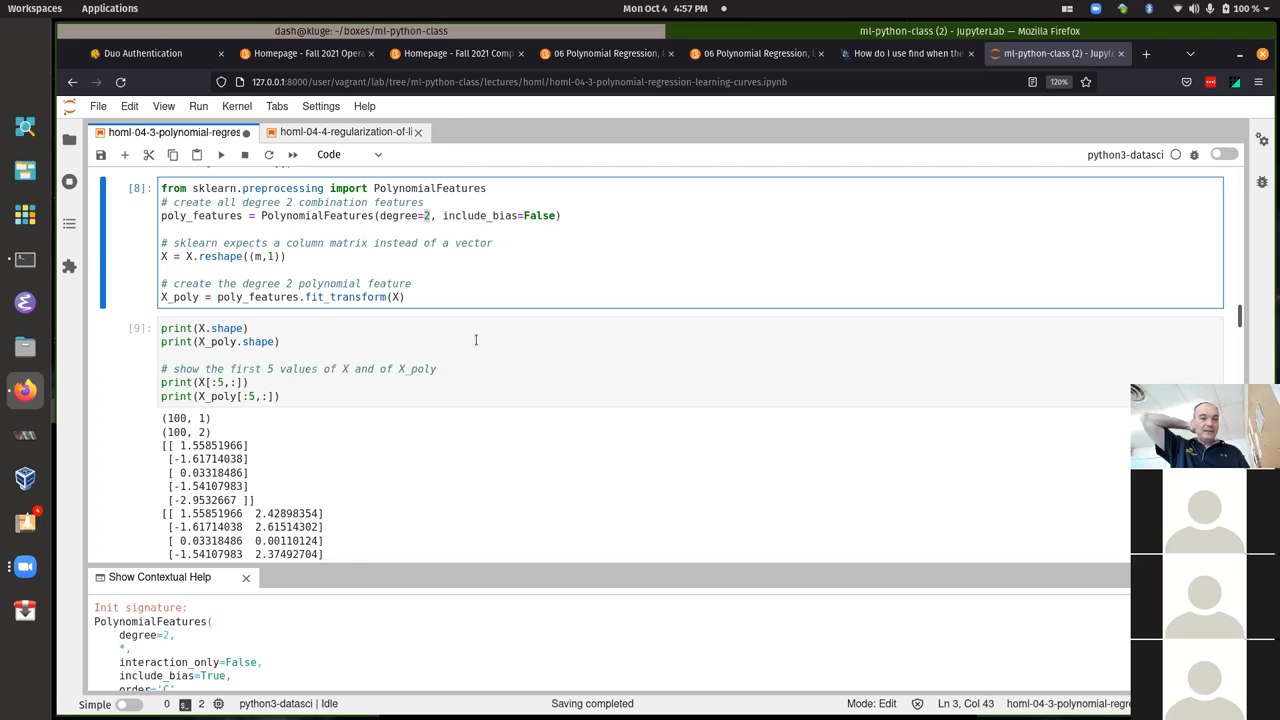 Workspaces
Applications
Mon Oct 4 4:57 PM
100 %
dash@kluge: ~/boxes/ml-python-class
ml-python-class (2) - JupyterLab — Mozilla Firefox
Duo Authentication
Homepage - Fall 2021 Opera
Homepage - Fall 2021 Comp
06 Polynomial Regression, L
06 Polynomial Regression, L
How do I use find when the
ml-python-class (2) - Jupyte
127.0.0.1:8000/user/vagrant/lab/tree/ml-python-class/lectures/homl/homl-04-3-polynomial-regression-learning-curves.ipynb
120%
File Edit View Run Kernel Tabs Settings Help
homl-04-3-polynomial-regres
homl-04-4-regularization-of-li
Code
python3-datasci
[8]:
from sklearn.preprocessing import PolynomialFeatures
# create all degree 2 combination features
poly_features = PolynomialFeatures(degree=2, include_bias=False)
# sklearn expects a column matrix instead of a vector
X = X.reshape((m,1))
# create the degree 2 polynomial feature
X_poly = poly_features.fit_transform(X)
[9]:
print(X.shape)
print(X_poly.shape)
# show the first 5 values of X and of X_poly
print(X[:5,:])
print(X_poly[:5,:])
(100, 1)
(100, 2)
[[ 1.55851966]
[-1.61714038]
[ 0.03318486]
[-1.54107983]
[-2.9532667 ]]
[[ 1.55851966 2.42898354]
[-1.61714038 2.61514302]
[ 0.03318486 0.00110124]
[-1.54107983 2.37492704]
Show Contextual Help
Init signature:
PolynomialFeatures(
degree=2,
*,
interaction_only=False,
include_bias=True,
order='C'
Simple
0
2
python3-datasci | Idle
Saving completed
Mode: Edit
Ln 3, Col 43
homl-04-3-polynomial-regre